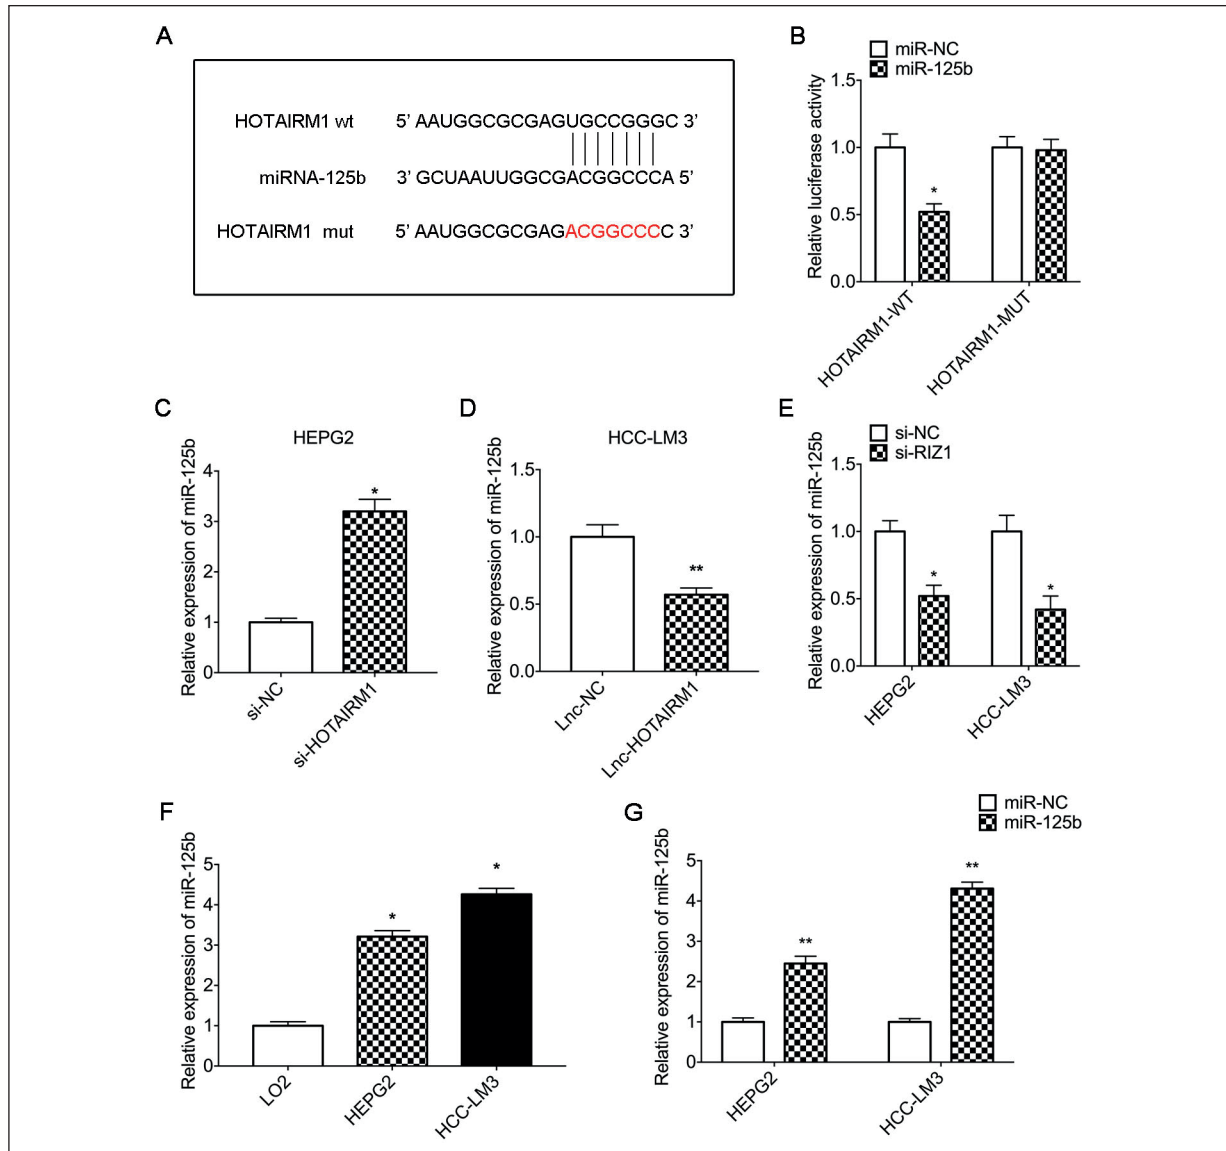 A
HOTAIRM1 wt 5’ AAUGGCGCGAGUGCCGGGC 3’
miRNA-125b 3’ GCUAAUUGGCGACGGCCCA 5’
HOTAIRM1 mut 5’ AAUGGCGCGAGACGGCCCC 3’
B
miR-NC
miR-125b
Relative luciferase activity
1.5
1.0
0.5
0.0
*
HOTAIRM1-WT
HOTAIRM1-MUT
C
HEPG2
Relative expression of miR-125b
4
3
2
1
0
*
si-NC
si-HOTAIRM1
D
HCC-LM3
Relative expression of miR-125b
1.5
1.0
0.5
0.0
**
Lnc-NC
Lnc-HOTAIRM1
E
si-NC
si-RIZ1
Relative expression of miR-125b
1.5
1.0
0.5
0.0
*
*
HEPG2
HCC-LM3
F
Relative expression of miR-125b
5
4
3
2
1
0
*
*
LO2
HEPG2
HCC-LM3
G
miR-NC
miR-125b
Relative expression of miR-125b
5
4
3
2
1
0
**
**
HEPG2
HCC-LM3